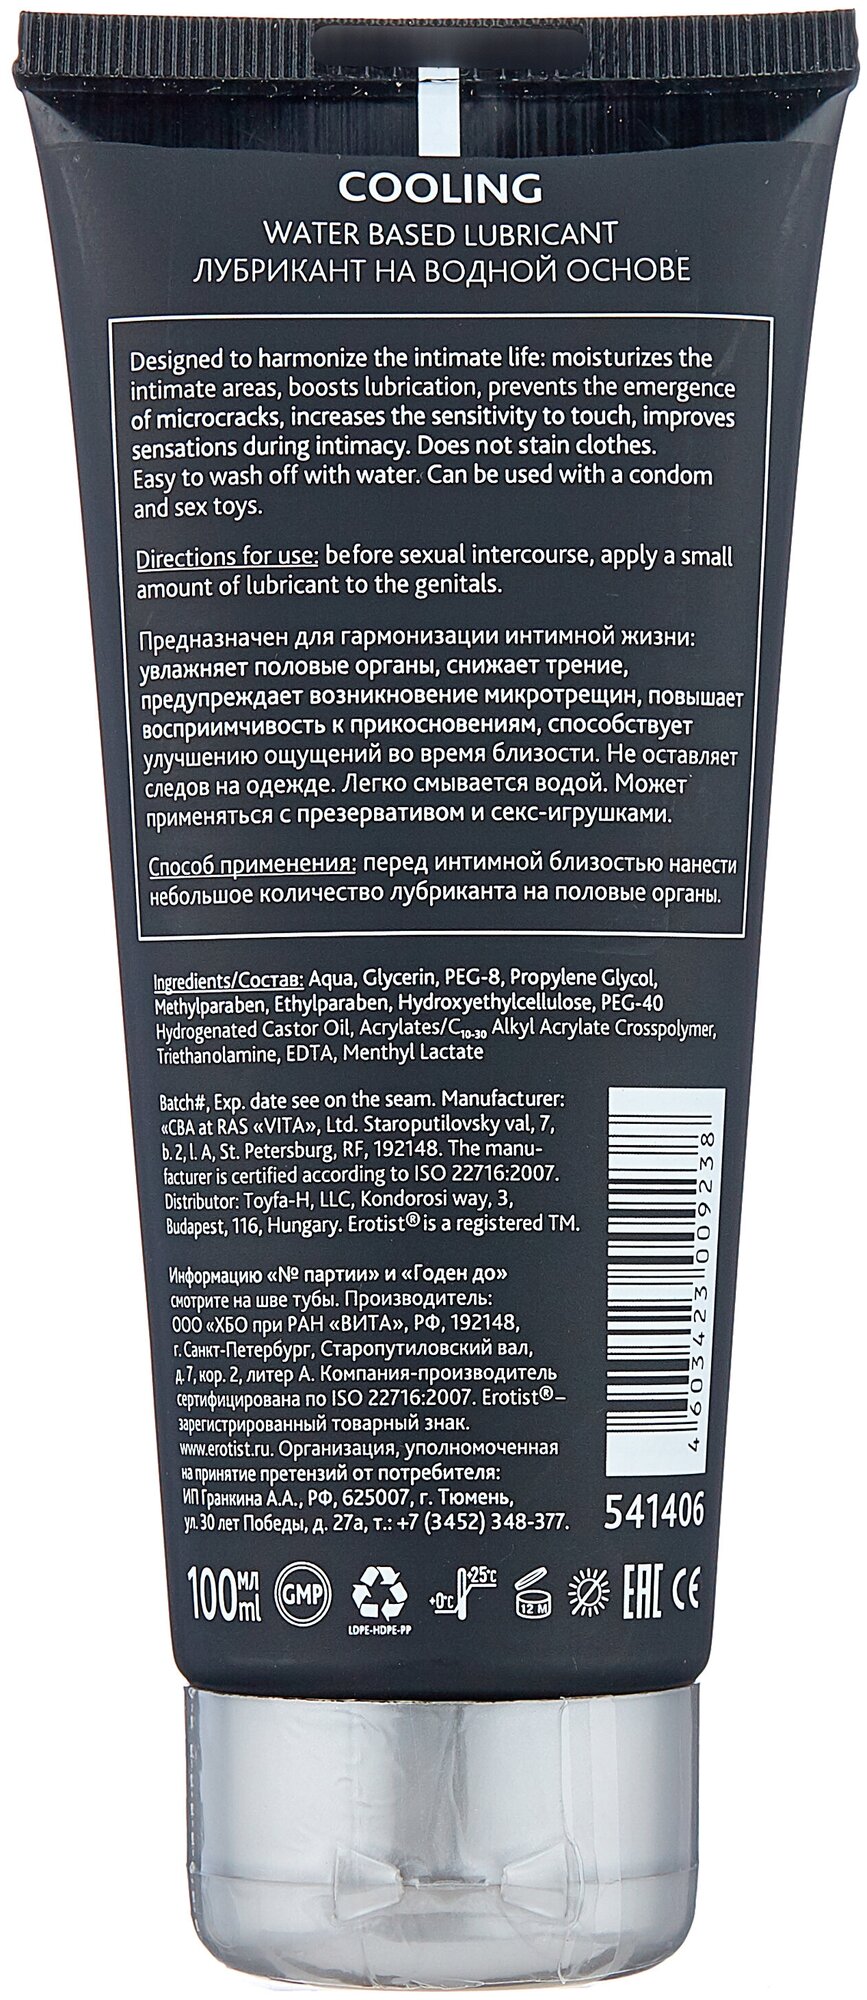 COOLING
WATER BASED LUBRICANT
ЛУБРИКАНТ НА ВОДНОЙ ОСНОВЕ
Designed to harmonize the intimate life: moisturizes the
intimate areas, boosts lubrication, prevents the emergence
of microcracks, increases the sensitivity to touch, improves
sensations during intimacy. Does not stain clothes.
Easy to wash off with water. Can be used with a condom
and sex toys.
Directions for use: before sexual intercourse, apply a small
amount of lubricant to the genitals.
Предназначен для гармонизации интимной жизни:
увлажняет половые органы, снижает трение,
предупреждает возникновение микротрещин, повышает
восприимчивость к прикосновениям, способствует
улучшению ощущений во время близости. Не оставляет
следов на одежде. Легко смывается водой. Может
применяться с презервативом и секс-игрушками.
Способ применения: перед интимной близостью нанести
небольшое количество лубриканта на половые органы.
Ingredients/Состав: Aqua, Glycerin, PEG-8, Propylene Glycol,
Methylparaben, Ethylparaben, Hydroxyethylcellulose, PEG-40
Hydrogenated Castor Oil, Acrylates/C10-30 Alkyl Acrylate Crosspolymer,
Triethanolamine, EDTA, Menthyl Lactate
Batch#, Exp. date see on the seam. Manufacturer:
«CBA at RAS «VITA», Ltd. Staroputilovsky val, 7,
b. 2, l. A, St. Petersburg, RF, 192148. The manu-
facturer is certified according to ISO 22716:2007.
Distributor: Toyfa-H, LLC, Kondorosi way, 3,
Budapest, 116, Hungary. Erotist® is a registered TM.
Информацию «№ партии» и «Годен до»
смотрите на шве тубы. Производитель:
ООО «ХБО при РАН «ВИТА», РФ, 192148,
г. Санкт-Петербург, Старопутиловский вал,
д.7, кор. 2, литер А. Компания-производитель
сертифицирована по ISO 22716:2007. Erotist®–
зарегистрированный товарный знак.
www.erotist.ru. Организация, уполномоченная
на принятие претензий от потребителя:
ИП Гранкина А.А., РФ, 625007, г. Тюмень,
ул. 30 лет Победы, д. 27а, т.: +7 (3452) 348-377.
4 603423 009238
541406
100 мл ml
GMP
LDPE-HDPE-PP
+0°C +25°C
12 M
EAC CE